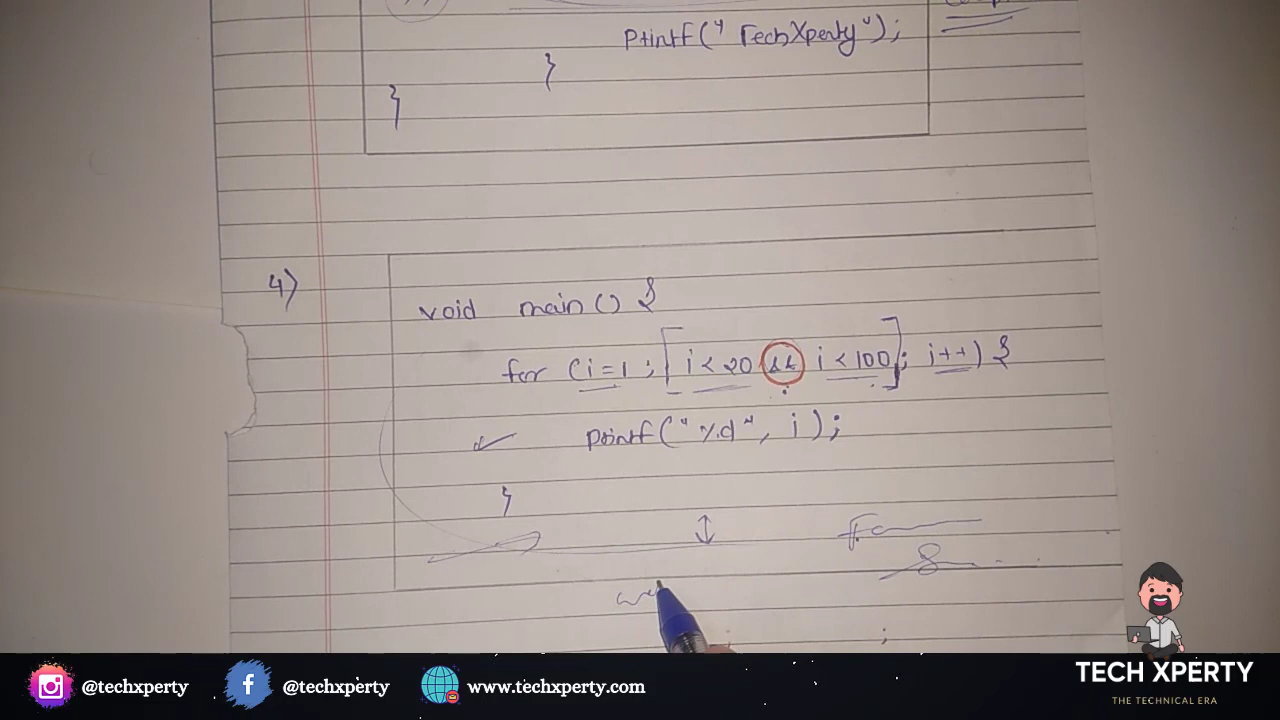 Printf(" TechXperty");
}
}
4)
void main() {
for (i=1 ; [i < 20 && i < 100]; i++) {
printf("%d", i);
}
@techxperty @techxperty www.techxperty.com
TECH XPERTY
THE TECHNICAL ERA